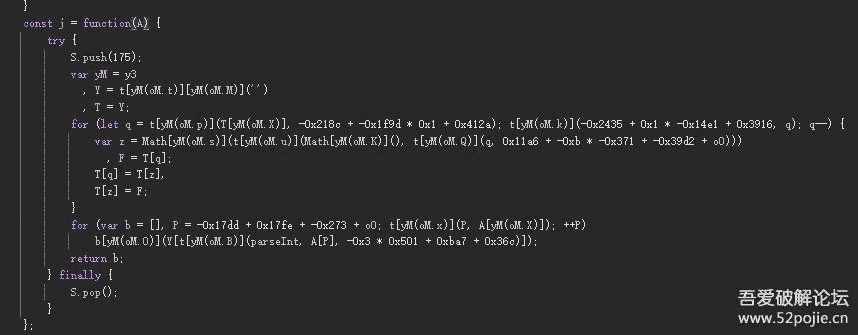 }
const j = function(A) {
try {
S.push(175);
var yM = y3
, Y = t[yM(oM.t)][yM(oM.M)]('')
, T = Y;
for (let q = t[yM(oM.p)](T[yM(oM.X)], -0x218c + -0x1f9d * 0x1 + 0x412a); t[yM(oM.k)](-0x2435 + 0x1 * -0x14e1 + 0x3916, q); q--) {
var z = Math[yM(oM.s)](t[yM(oM.u)](Math[yM(oM.K)](), t[yM(oM.Q)](q, 0x11a6 + -0xb * -0x371 + -0x39d2 + o0)))
, F = T[q];
T[q] = T[z],
T[z] = F;
}
for (var b = [], P = -0x17dd + 0x17fe + -0x273 + o0; t[yM(oM.x)](P, A[yM(oM.X)]); ++P)
b[yM(oM.O)](Y[t[yM(oM.B)](parseInt, A[P], -0x3 * 0x501 + 0xba7 + 0x36c)]);
return b;
} finally {
S.pop();
}
};
吾爱破解论坛
www.52pojie.cn